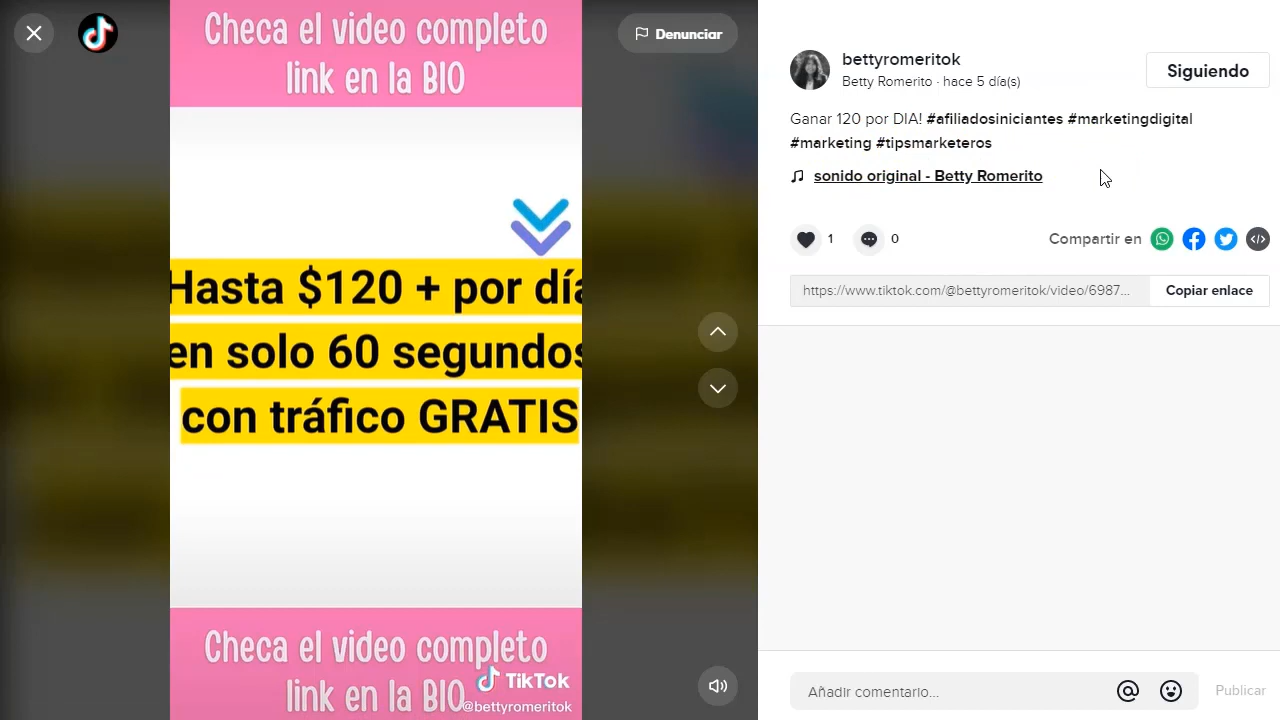 Checa el video completo
link en la BIO
Denunciar
Hasta $120 + por día
en solo 60 segundos
con tráfico GRATIS
Checa el video completo
link en la BIO
TikTok
@bettyromeritok
bettyromeritok
Betty Romerito · hace 5 día(s)
Siguiendo
Ganar 120 por DIA! #afiliadosiniciantes #marketingdigital
#marketing #tipsmarketeros
sonido original - Betty Romerito
1
0
Compartir en
https://www.tiktok.com/@bettyromeritok/video/6987...
Copiar enlace
Añadir comentario...
Publicar